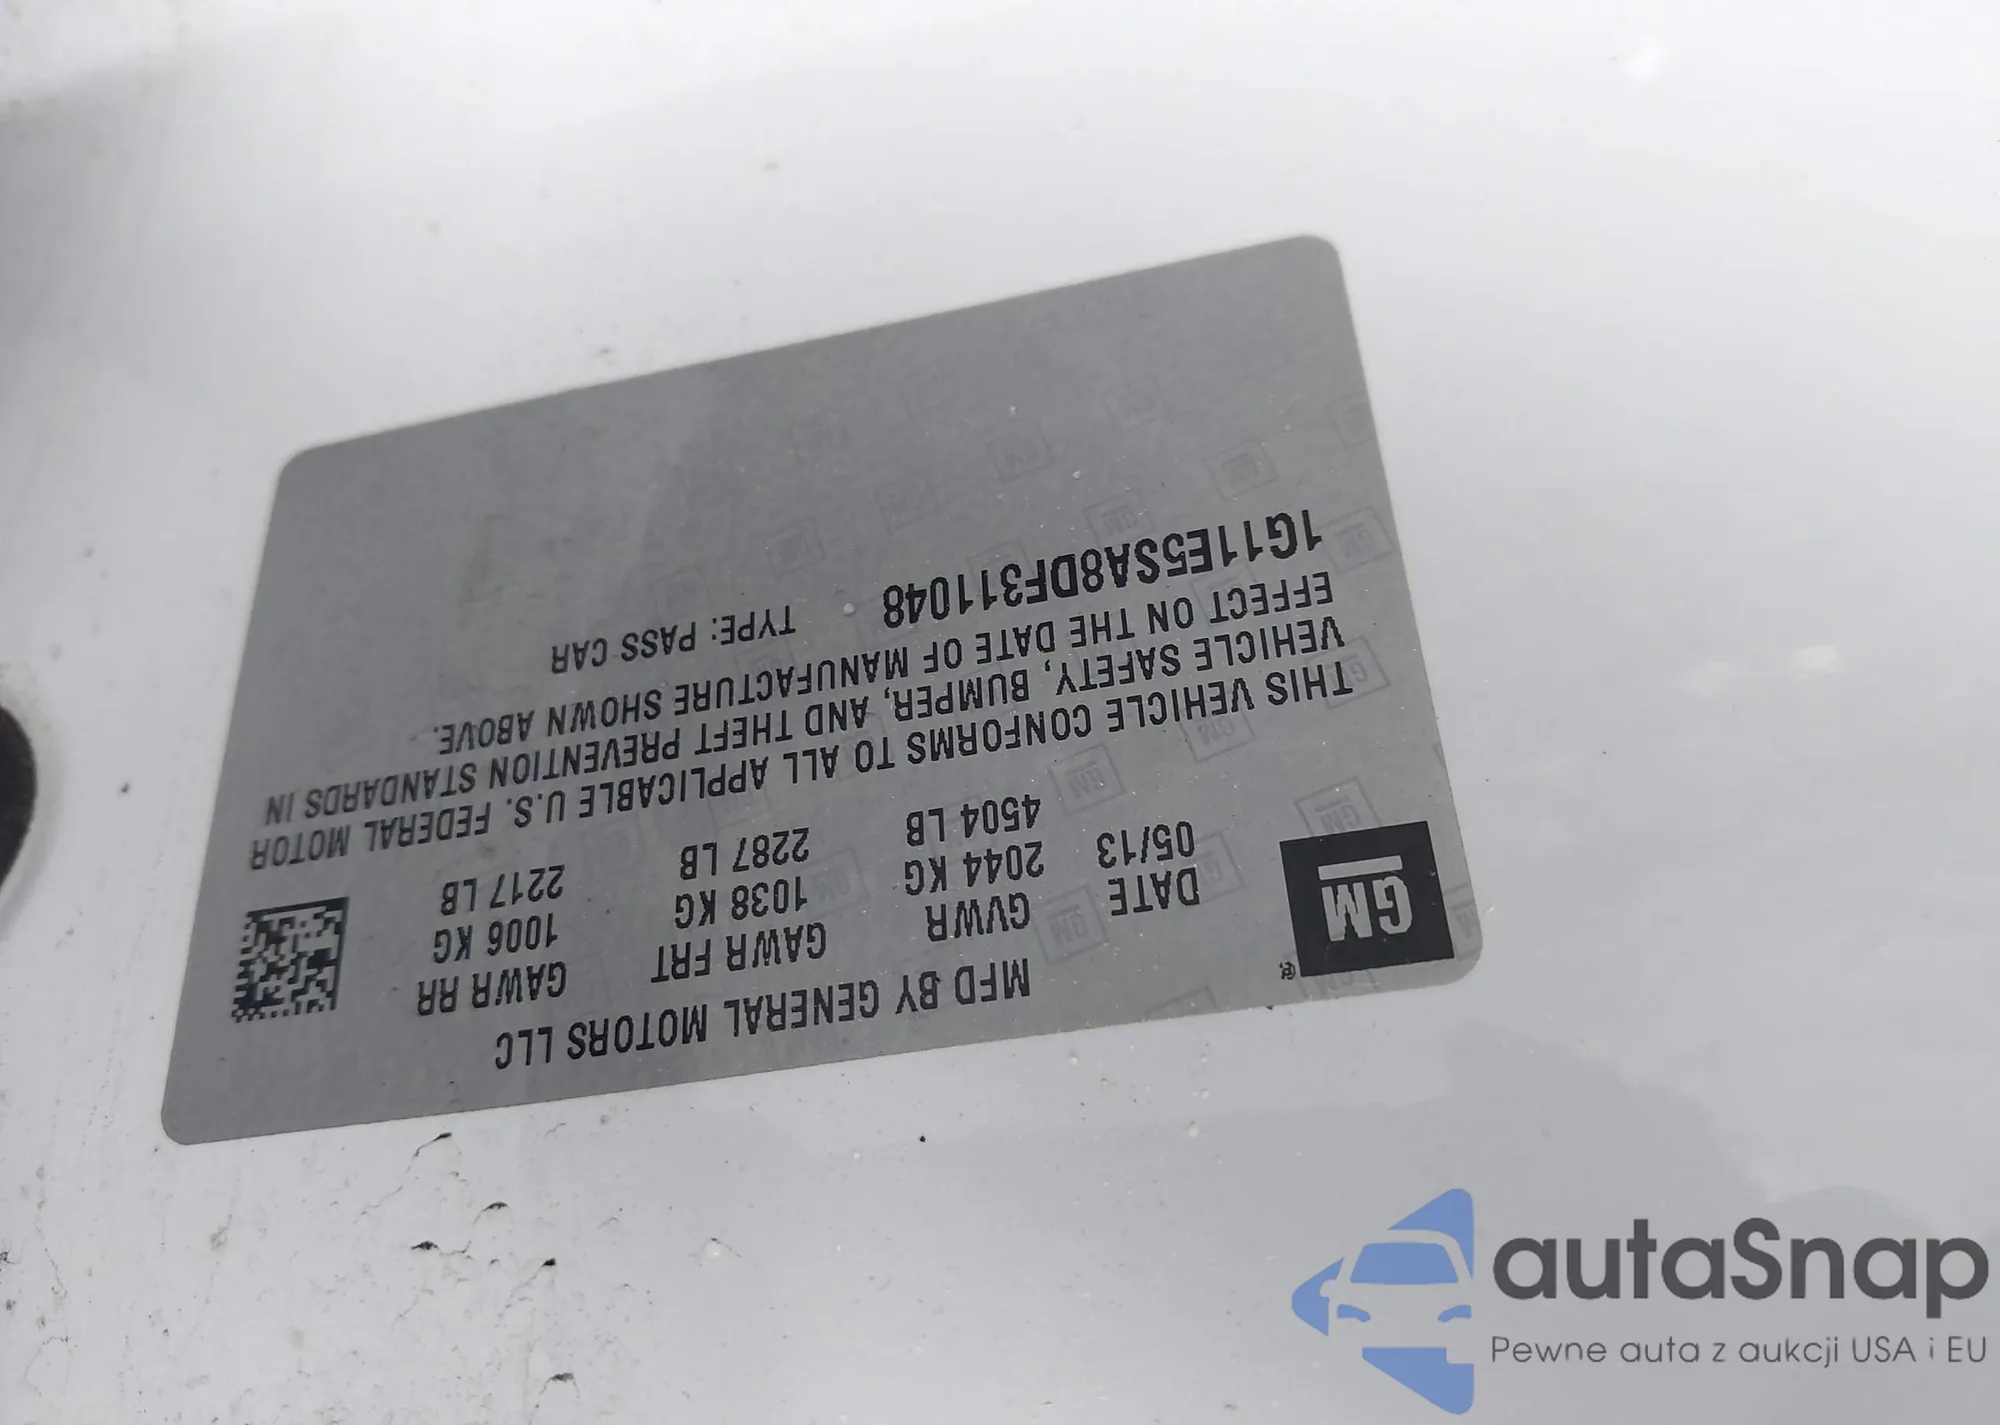 MFD BY GENERAL MOTORS LLC
GM
DATE GVWR GAWR FRT GAWR RR
05/13 2044 KG 1038 KG 1006 KG
4504 LB 2287 LB 2217 LB
THIS VEHICLE CONFORMS TO ALL APPLICABLE U.S. FEDERAL MOTOR
VEHICLE SAFETY, BUMPER, AND THEFT PREVENTION STANDARDS IN
EFFECT ON THE DATE OF MANUFACTURE SHOWN ABOVE.
1G11E5SA8DF311048 TYPE: PASS CAR
autaSnap
Pewne auta z aukcji USA i EU